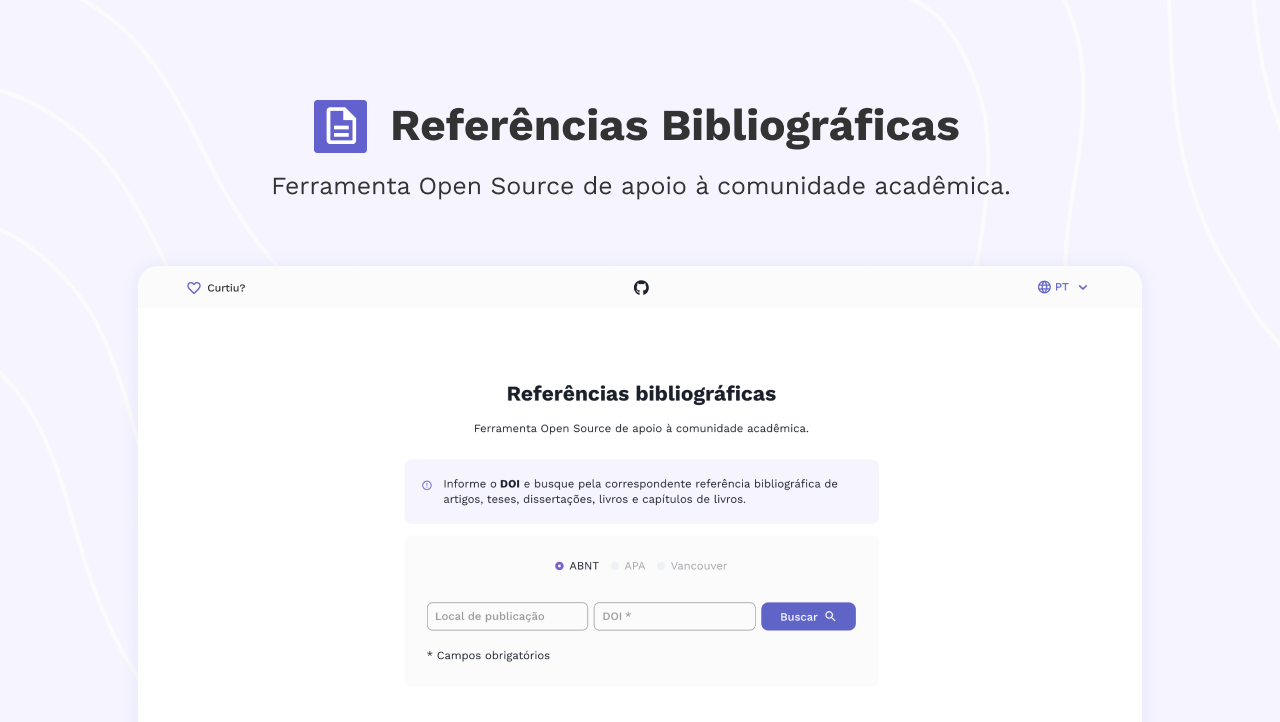 Referências Bibliográficas
Ferramenta Open Source de apoio à comunidade acadêmica.
Curtiu?
PT
Referências bibliográficas
Ferramenta Open Source de apoio à comunidade acadêmica.
Informe o DOI e busque pela correspondente referência bibliográfica de
artigos, teses, dissertações, livros e capítulos de livros.
ABNT APA Vancouver
Local de publicação DOI * Buscar
* Campos obrigatórios